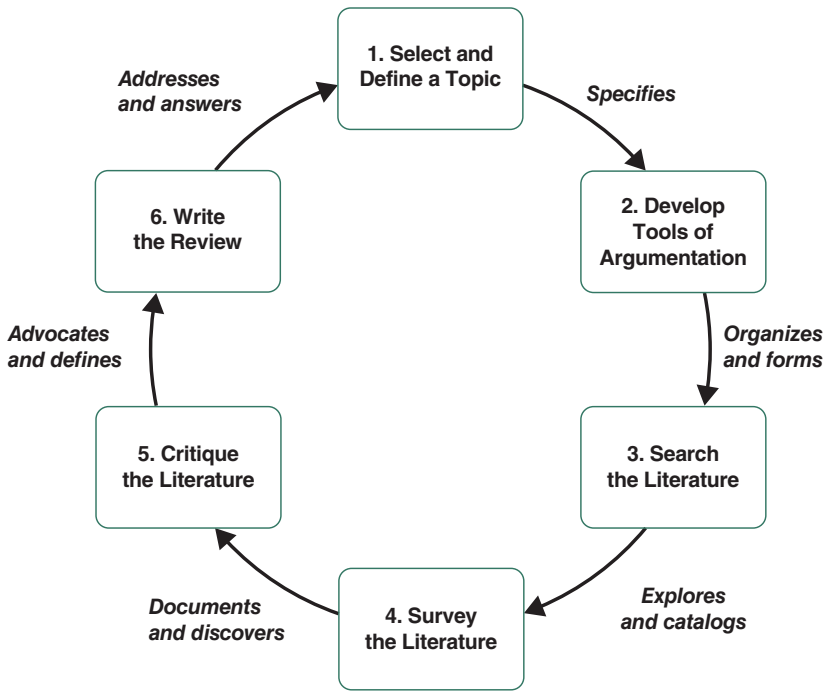 1. Select and
Define a Topic
Specifies
2. Develop
Tools of
Argumentation
Organizes
and forms
3. Search
the Literature
Explores
and catalogs
4. Survey
the Literature
Documents
and discovers
5. Critique
the Literature
Advocates
and defines
6. Write
the Review
Addresses
and answers